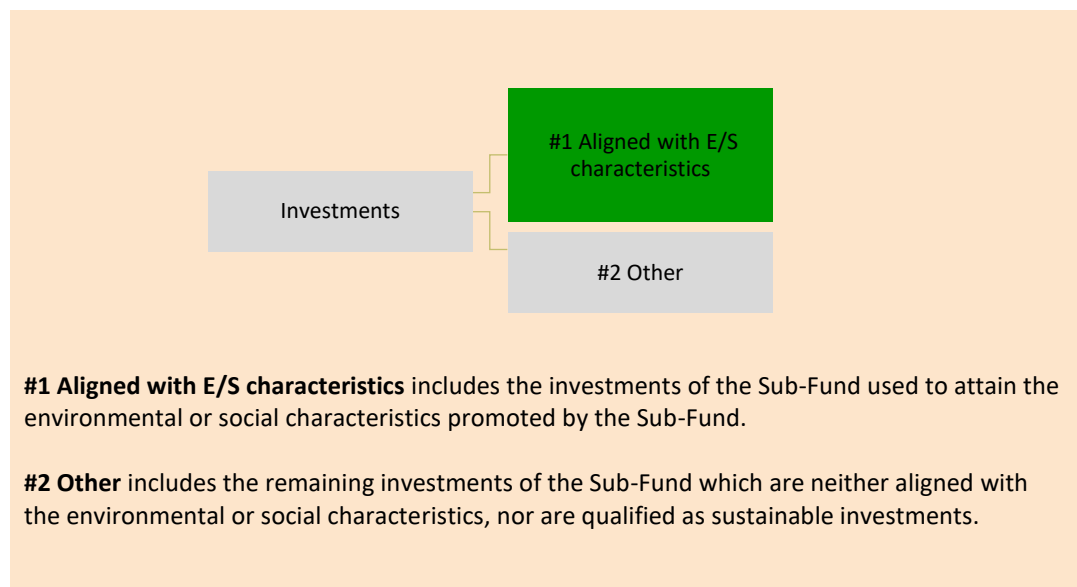 #1 Aligned with E/S
characteristics
Investments
#2 Other
#1 Aligned with E/S characteristics includes the investments of the Sub-Fund used to attain the
environmental or social characteristics promoted by the Sub-Fund.
#2 Other includes the remaining investments of the Sub-Fund which are neither aligned with
the environmental or social characteristics, nor are qualified as sustainable investments.